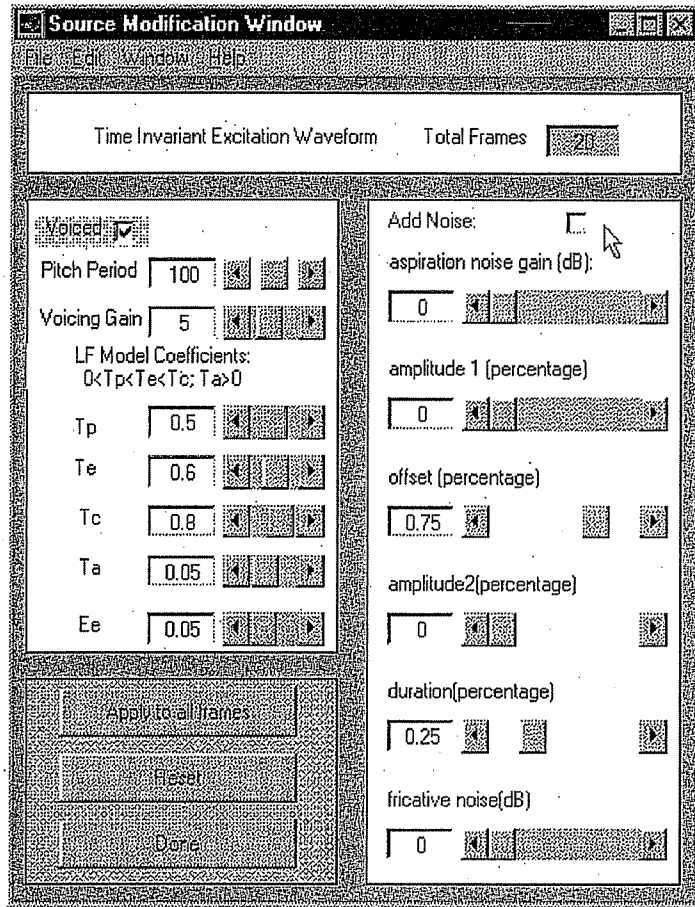 Source Modification Window
File Edit Window Help
Time Invariant Excitation Waveform Total Frames 20
Voiced
Pitch Period 100
Voicing Gain 5
LF Model Coefficients:
0<Tp<Te<Tc; Ta>0
Tp 0.5
Te 0.6
Tc 0.8
Ta 0.05
Ee 0.05
Apply to all frames
Reset
Done
Add Noise:
aspiration noise gain (dB):
0
amplitude 1 (percentage)
0
offset (percentage)
0.75
amplitude2(percentage)
0
duration(percentage)
0.25
fricative noise(dB)
0